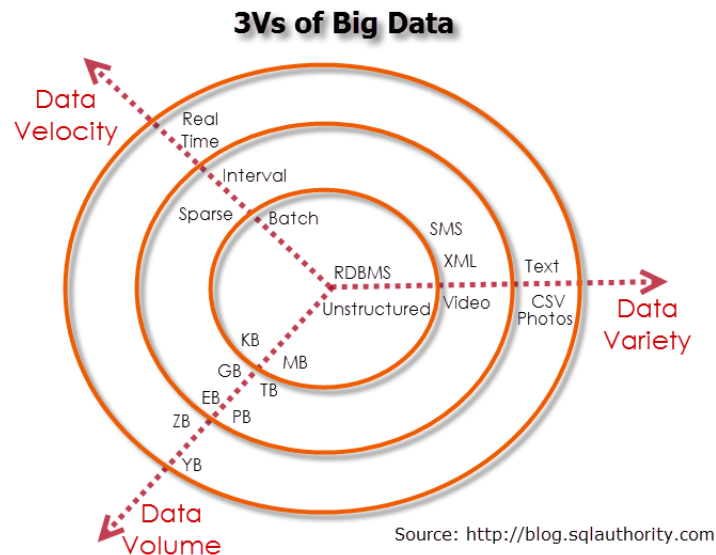 3Vs of Big Data
Data
Velocity
Real
Time
Interval
Sparse
Batch
SMS
XML
RDBMS
Text
Unstructured
Video
CSV
Photos
Data
Variety
KB
MB
GB
TB
EB
PB
ZB
YB
Data
Volume
Source: http://blog.sqlauthority.com